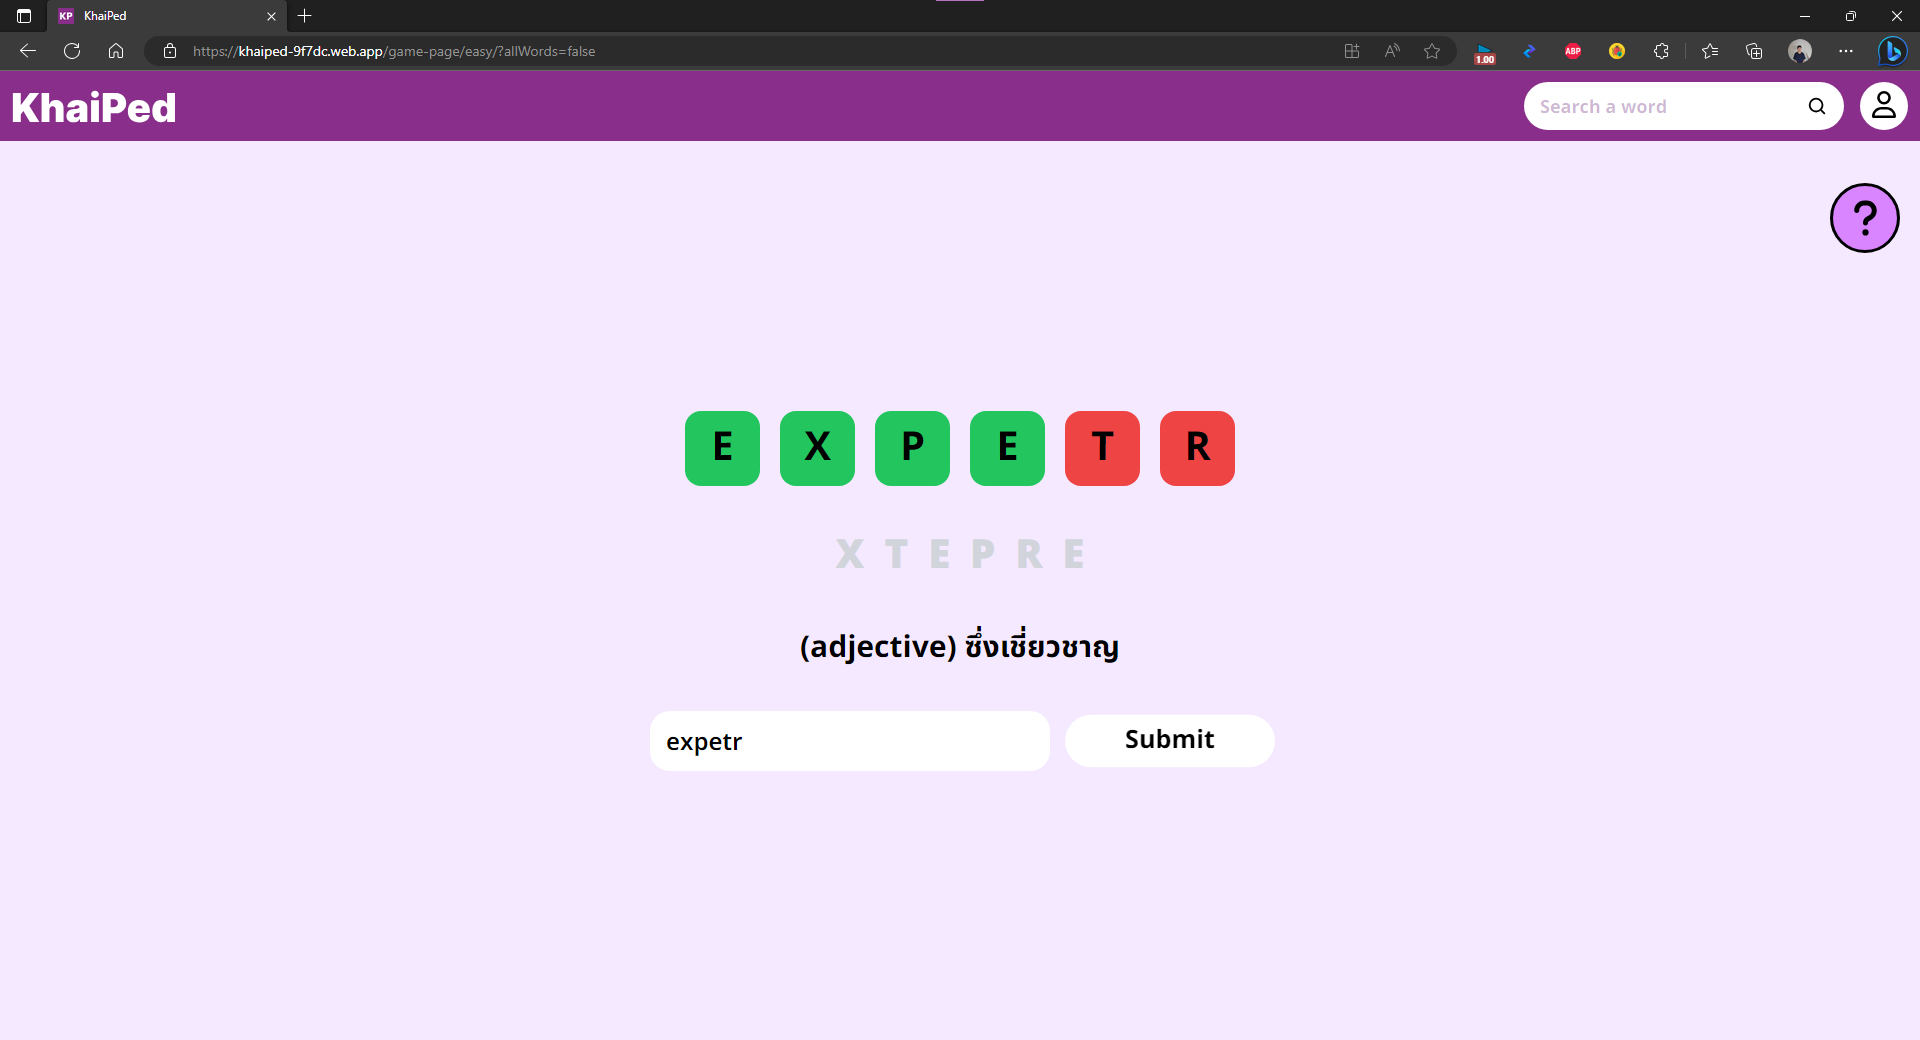 KP KhaiPed
https://khaiped-9f7dc.web.app/game-page/easy/?allWords=false
1.00
ABP
KhaiPed
Search a word
?
E X P E T R
X T E P R E
(adjective) ซึ่งเชี่ยวชาญ
expetr
Submit